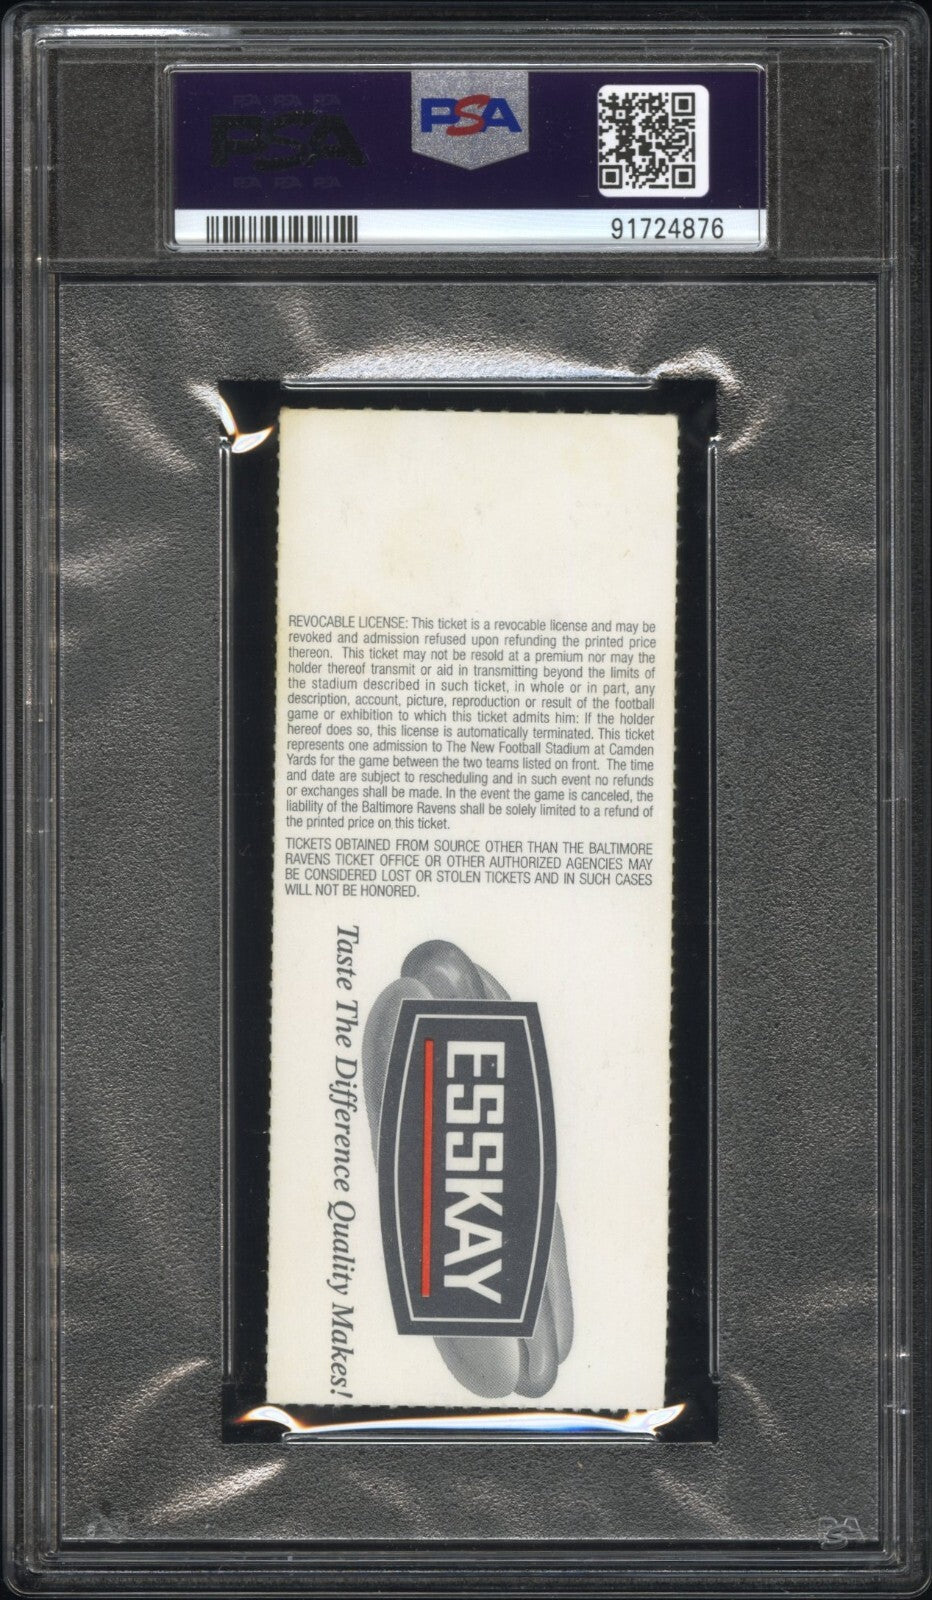 PSA PSA PSA
PSA
PSA PSA PSA
PSA
91724876
REVOCABLE LICENSE: This ticket is a revocable license and may be
revoked and admission refused upon refunding the printed price
thereon. This ticket may not be resold at a premium nor may the
holder thereof transmit or aid in transmitting beyond the limits of
the stadium described in such ticket, in whole or in part, any
description, account, picture, reproduction or result of the football
game or exhibition to which this ticket admits him: If the holder
hereof does so, this license is automatically terminated. This ticket
represents one admission to The New Football Stadium at Camden
Yards for the game between the two teams listed on front. The time
and date are subject to rescheduling and in such event no refunds
or exchanges shall be made. In the event the game is canceled, the
liability of the Baltimore Ravens shall be solely limited to a refund of
the printed price on this ticket.
TICKETS OBTAINED FROM SOURCE OTHER THAN THE BALTIMORE
RAVENS TICKET OFFICE OR OTHER AUTHORIZED AGENCIES MAY
BE CONSIDERED LOST OR STOLEN TICKETS AND IN SUCH CASES
WILL NOT BE HONORED.
ESSKAY
Taste The Difference Quality Makes!
PSA